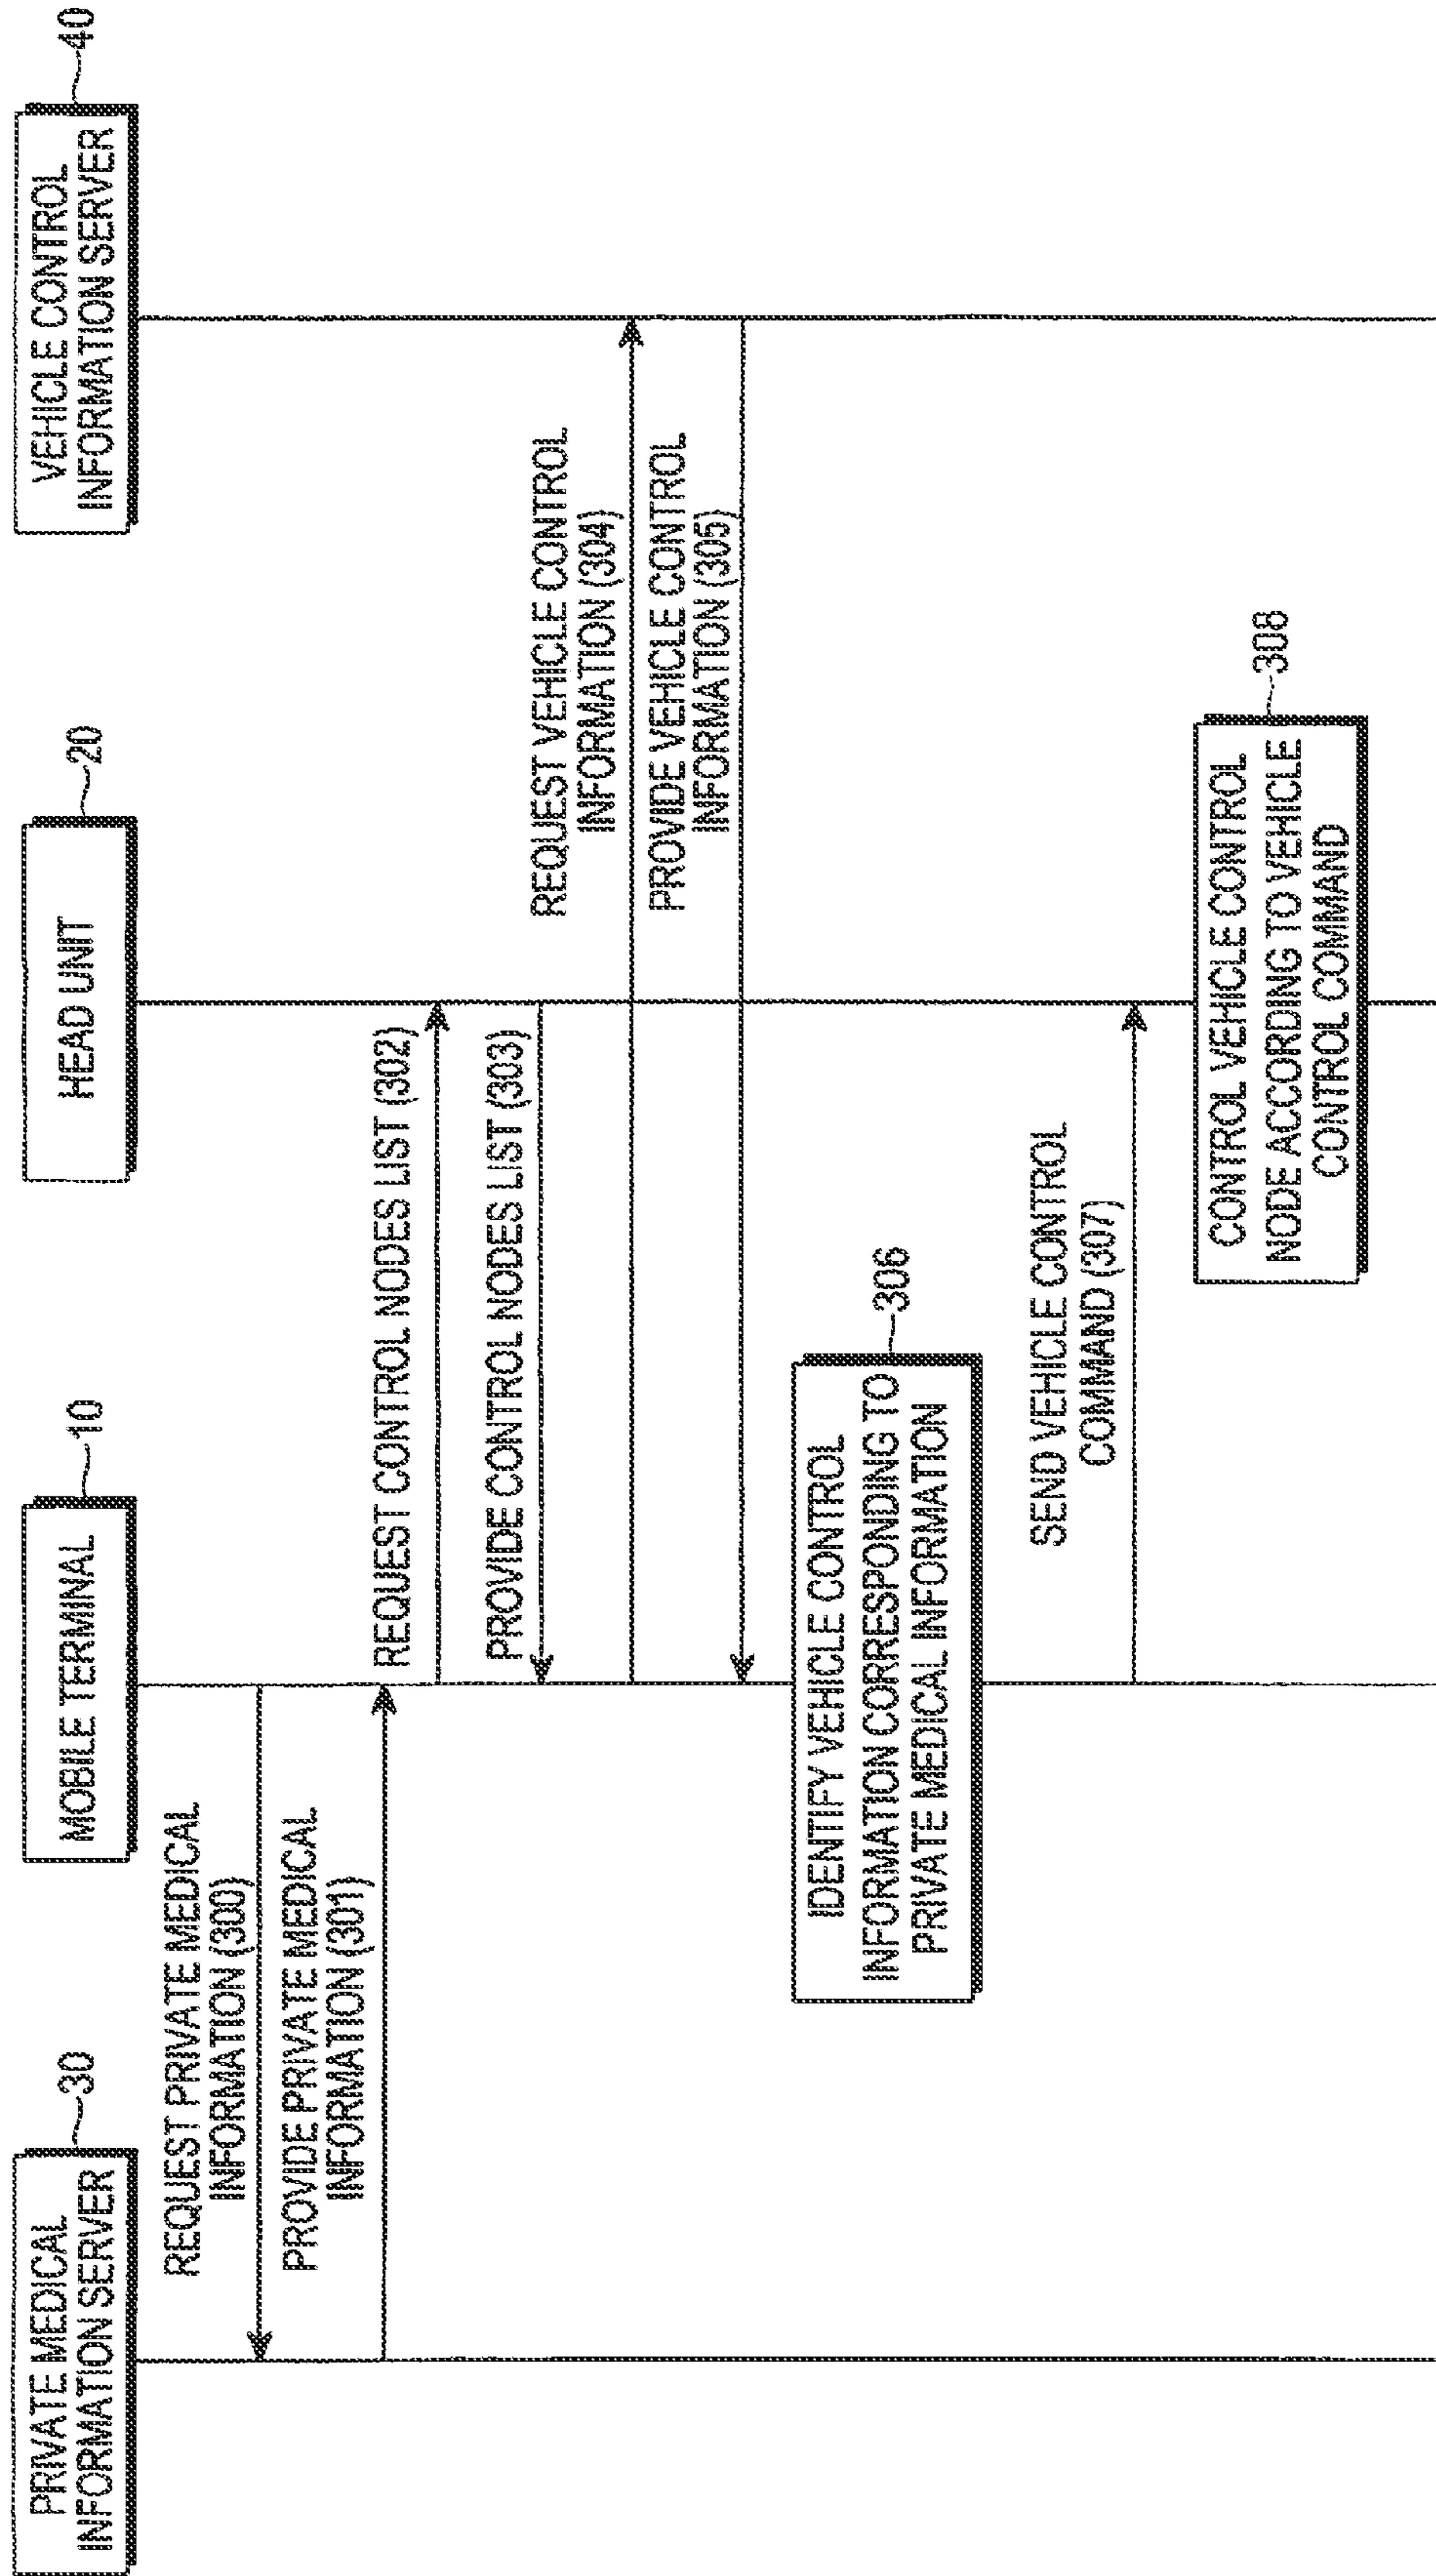 PRIVATE MEDICAL
INFORMATION SERVER
30
MOBILE TERMINAL
10
HEAD UNIT
20
VEHICLE CONTROL
INFORMATION SERVER
40
REQUEST PRIVATE MEDICAL
INFORMATION (300)
PROVIDE PRIVATE MEDICAL
INFORMATION (301)
REQUEST CONTROL NODES LIST (302)
PROVIDE CONTROL NODES LIST (303)
REQUEST VEHICLE CONTROL
INFORMATION (304)
PROVIDE VEHICLE CONTROL
INFORMATION (305)
IDENTIFY VEHICLE CONTROL
INFORMATION CORRESPONDING TO
PRIVATE MEDICAL INFORMATION
306
SEND VEHICLE CONTROL
COMMAND (307)
CONTROL VEHICLE CONTROL
NODE ACCORDING TO VEHICLE
CONTROL COMMAND
308